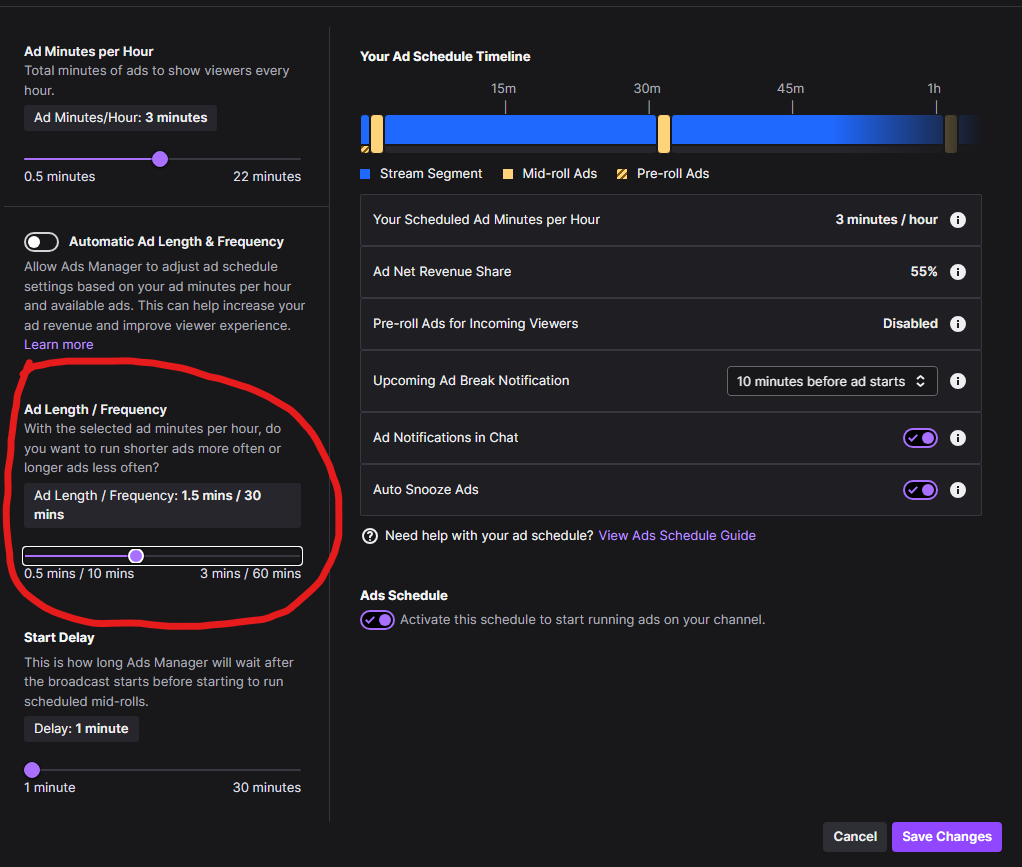 Ad Minutes per Hour
Total minutes of ads to show viewers every
hour.
Ad Minutes/Hour: 3 minutes
0.5 minutes
22 minutes
Automatic Ad Length & Frequency
Allow Ads Manager to adjust ad schedule
settings based on your ad minutes per hour
and available ads. This can help increase your
ad revenue and improve viewer experience.
Learn more
Ad Length / Frequency
With the selected ad minutes per hour, do
you want to run shorter ads more often or
longer ads less often?
Ad Length / Frequency: 1.5 mins / 30
mins
0.5 mins / 10 mins
3 mins / 60 mins
Start Delay
This is how long Ads Manager will wait after
the broadcast starts before starting to run
scheduled mid-rolls.
Delay: 1 minute
1 minute
30 minutes
Your Ad Schedule Timeline
15m
30m
45m
1h
Stream Segment
Mid-roll Ads
Pre-roll Ads
Your Scheduled Ad Minutes per Hour
3 minutes / hour
Ad Net Revenue Share
55%
Pre-roll Ads for Incoming Viewers
Disabled
Upcoming Ad Break Notification
10 minutes before ad starts
Ad Notifications in Chat
Auto Snooze Ads
Need help with your ad schedule? View Ads Schedule Guide
Ads Schedule
Activate this schedule to start running ads on your channel.
Cancel
Save Changes